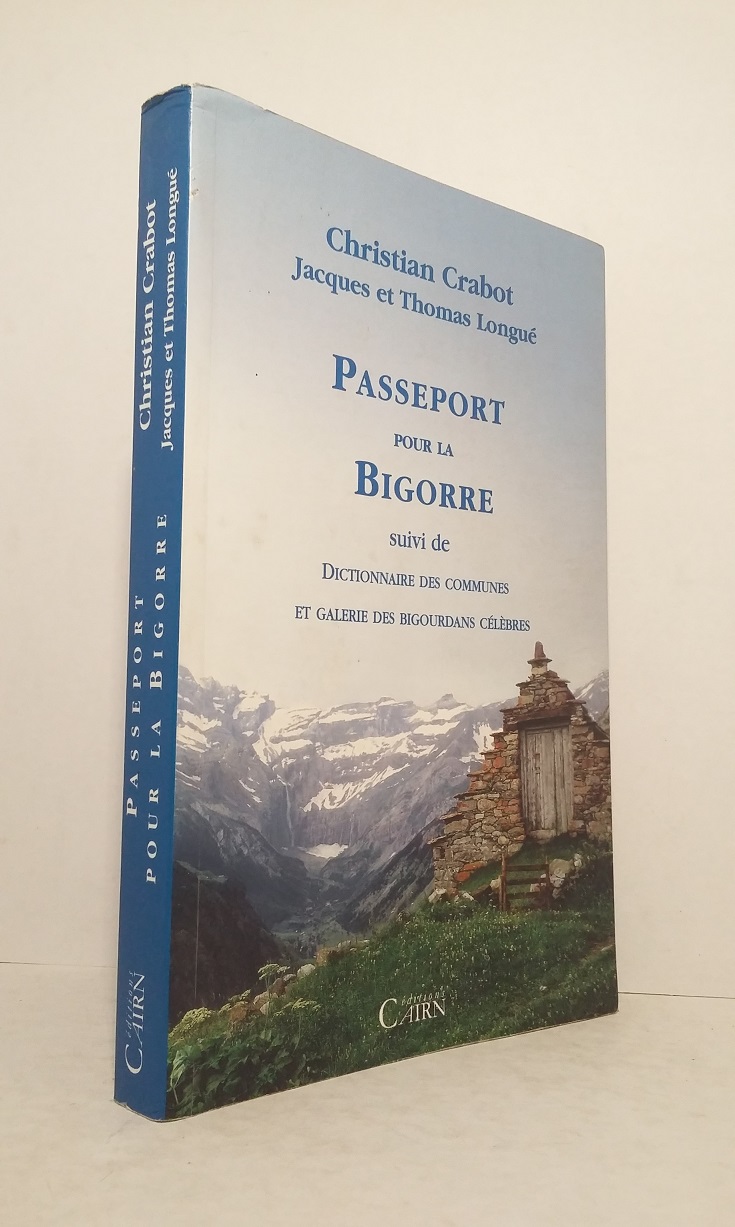 Christian Crabot
Jacques et Thomas Longué
PASSEPORT
POUR LA
BIGORRE
suivi de
DICTIONNAIRE DES COMMUNES
ET GALERIE DES BIGOURDANS CÉLÈBRES
éditions
CAIRN
Christian Crabot
Jacques et Thomas Longué
PASSEPORT
POUR LA BIGORRE
éditions
CAIRN